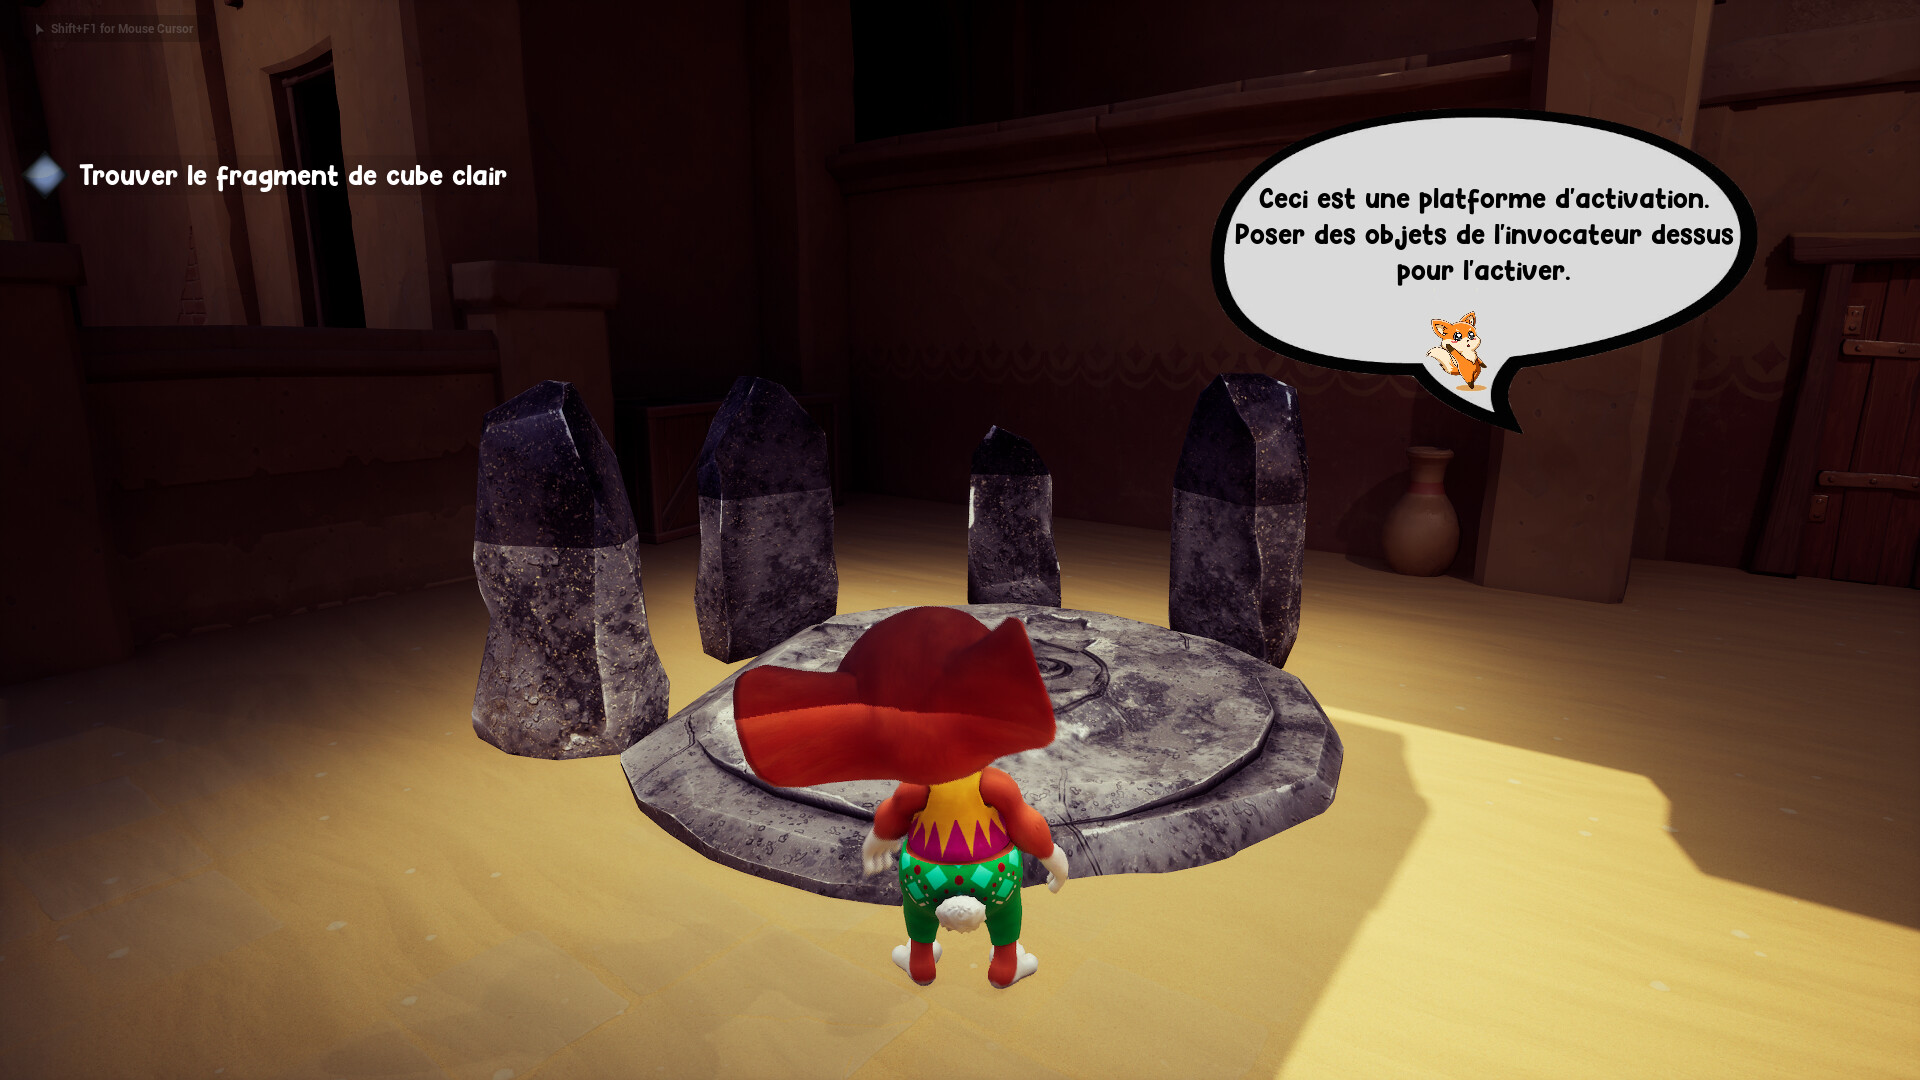 Shift+F1 for Mouse Cursor
Trouver le fragment de cube clair
Ceci est une platforme d'activation.
Poser des objets de l'invocateur dessus
pour l'activer.